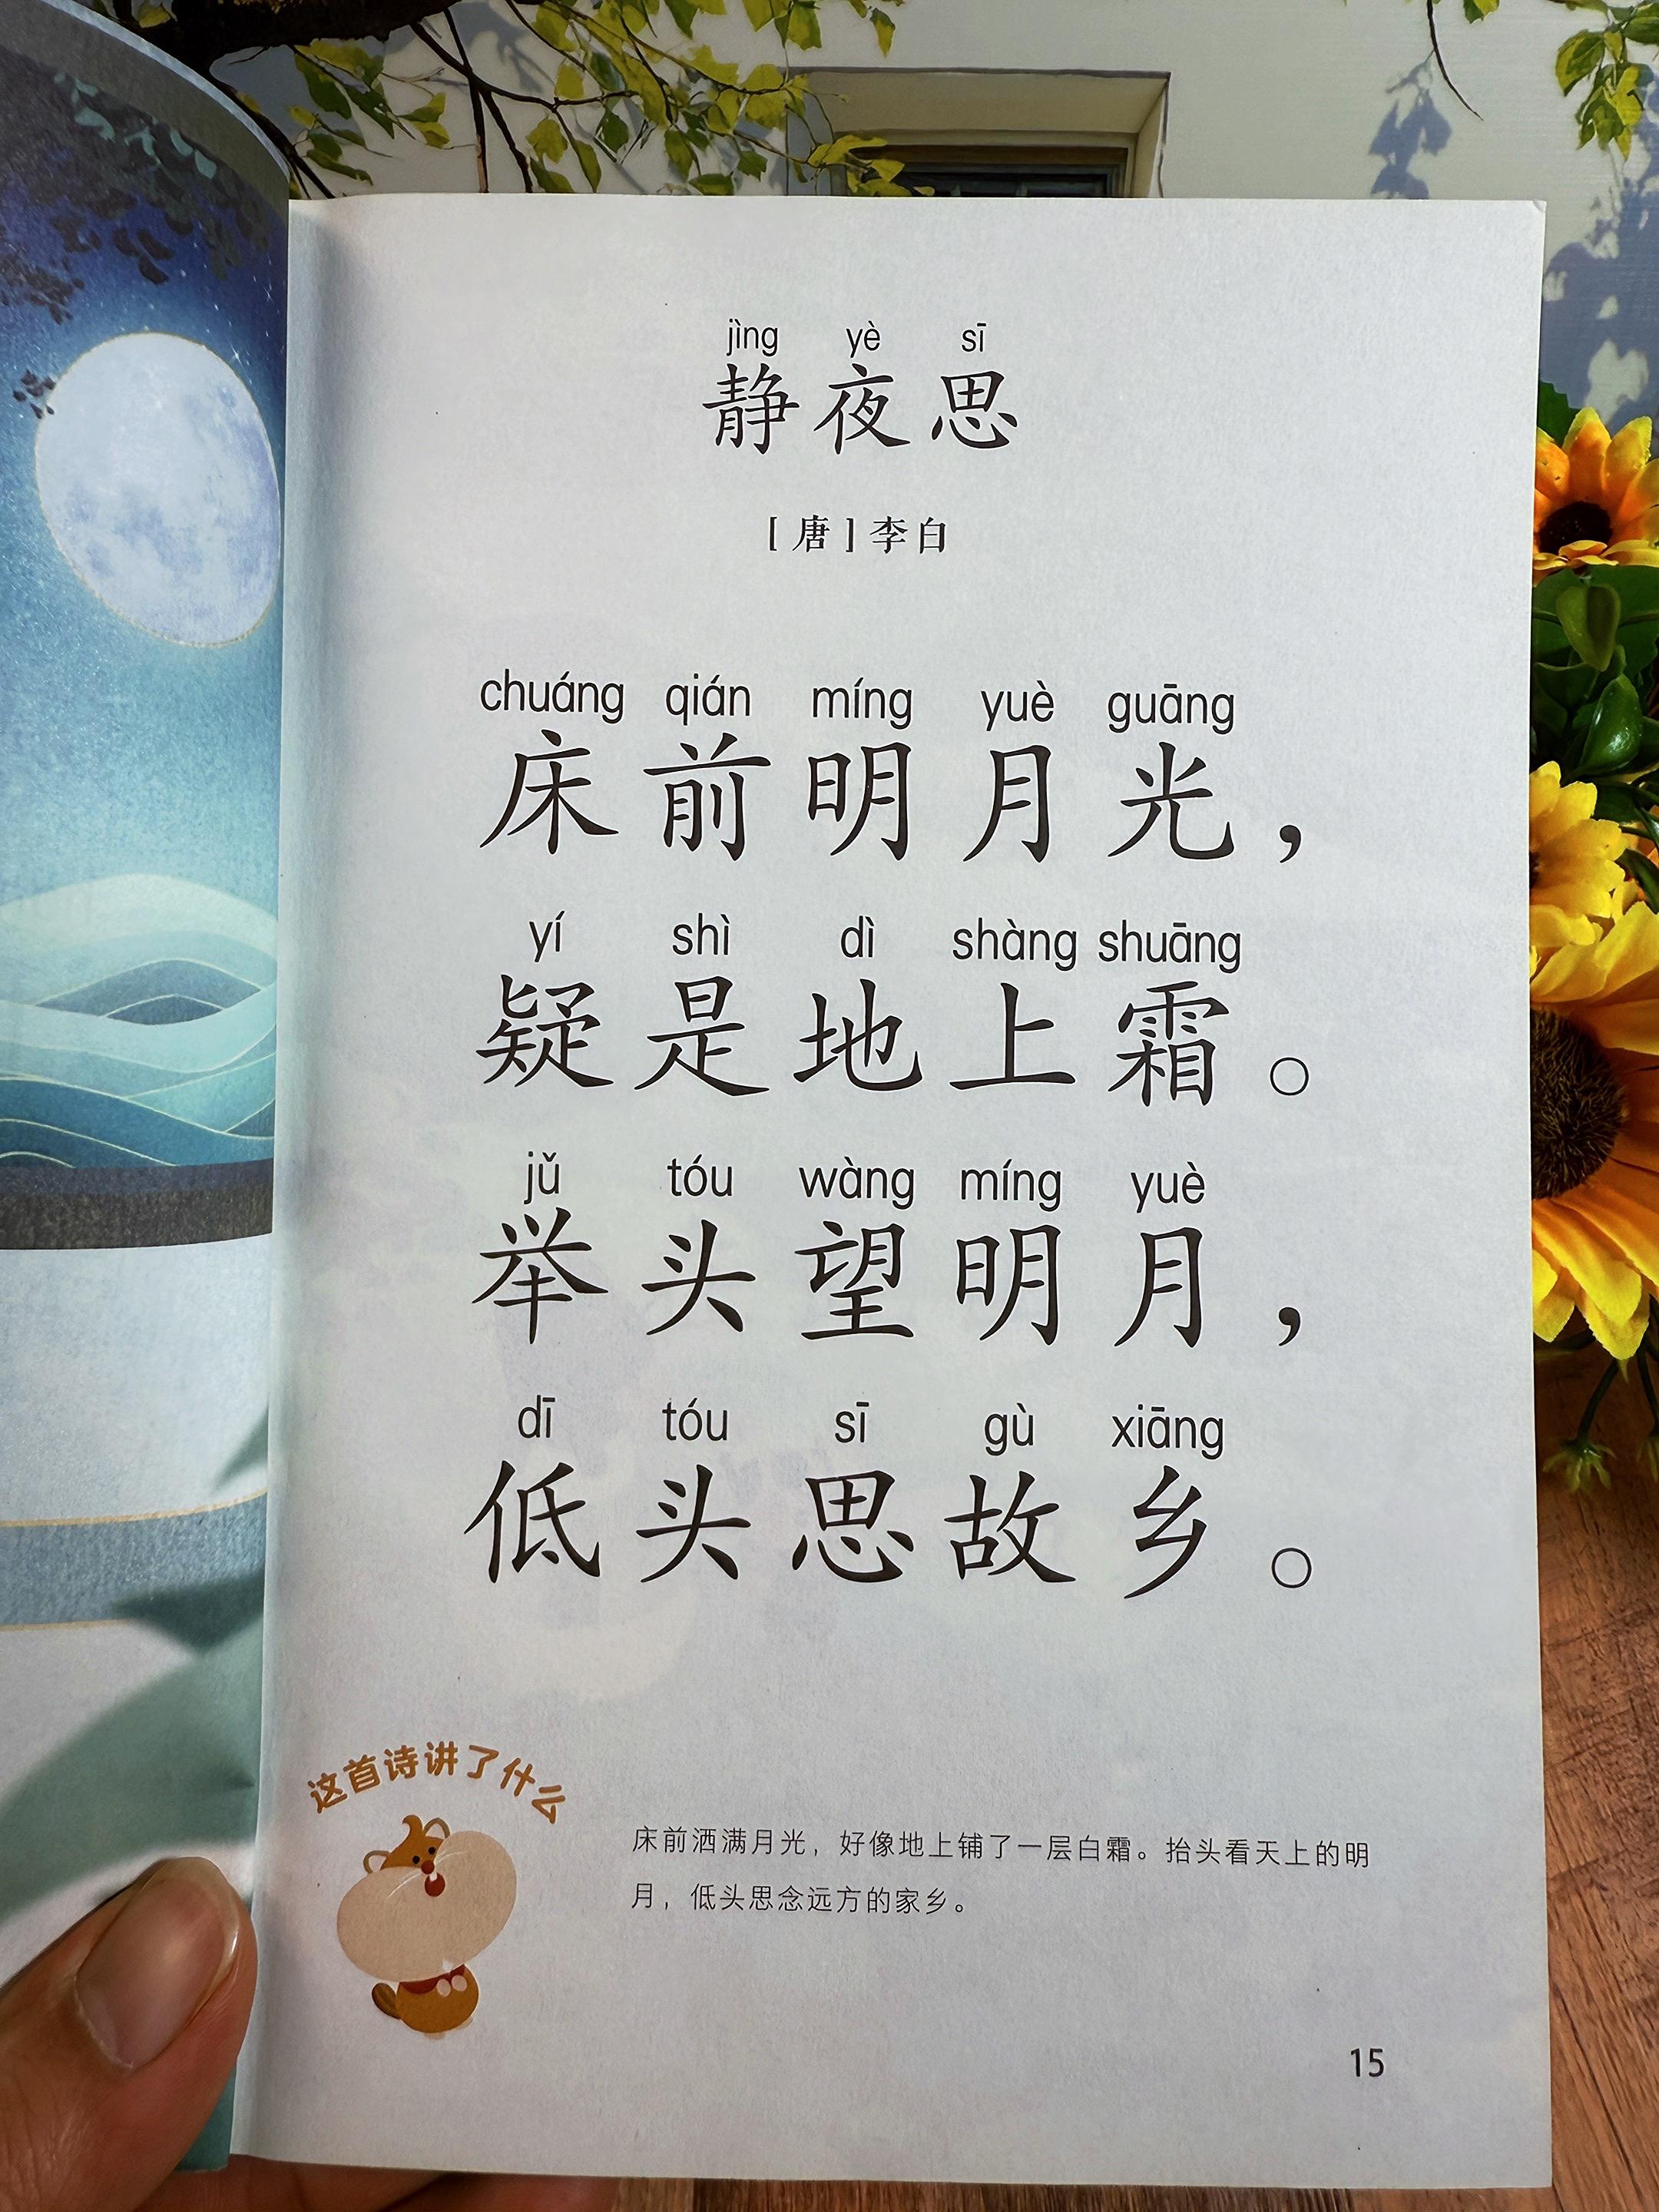 jìng yè sī
静夜思
[唐]李白
chuáng qián míng yuè guāng
床前明月光，
yí shì dì shàng shuāng
疑是地上霜。
jǔ tóu wàng míng yuè
举头望明月，
dī tóu sī gù xiāng
低头思故乡。
这首诗讲了什么
床前洒满月光，好像地上铺了一层白霜。抬头看天上的明
月，低头思念远方的家乡。
15